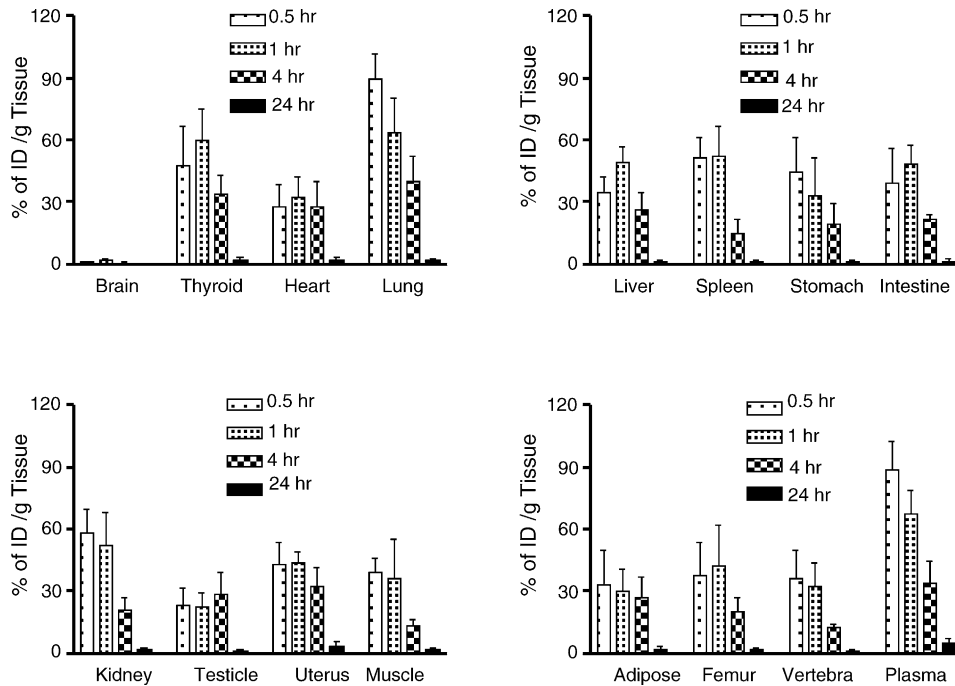 % of ID /g Tissue
120
90
60
30
0
0.5 hr
1 hr
4 hr
24 hr
Brain Thyroid Heart Lung
% of ID /g Tissue
120
90
60
30
0
0.5 hr
1 hr
4 hr
24 hr
Liver Spleen Stomach Intestine
% of ID /g Tissue
120
90
60
30
0
0.5 hr
1 hr
4 hr
24 hr
Kidney Testicle Uterus Muscle
% of ID /g Tissue
120
90
60
30
0
0.5 hr
1 hr
4 hr
24 hr
Adipose Femur Vertebra Plasma